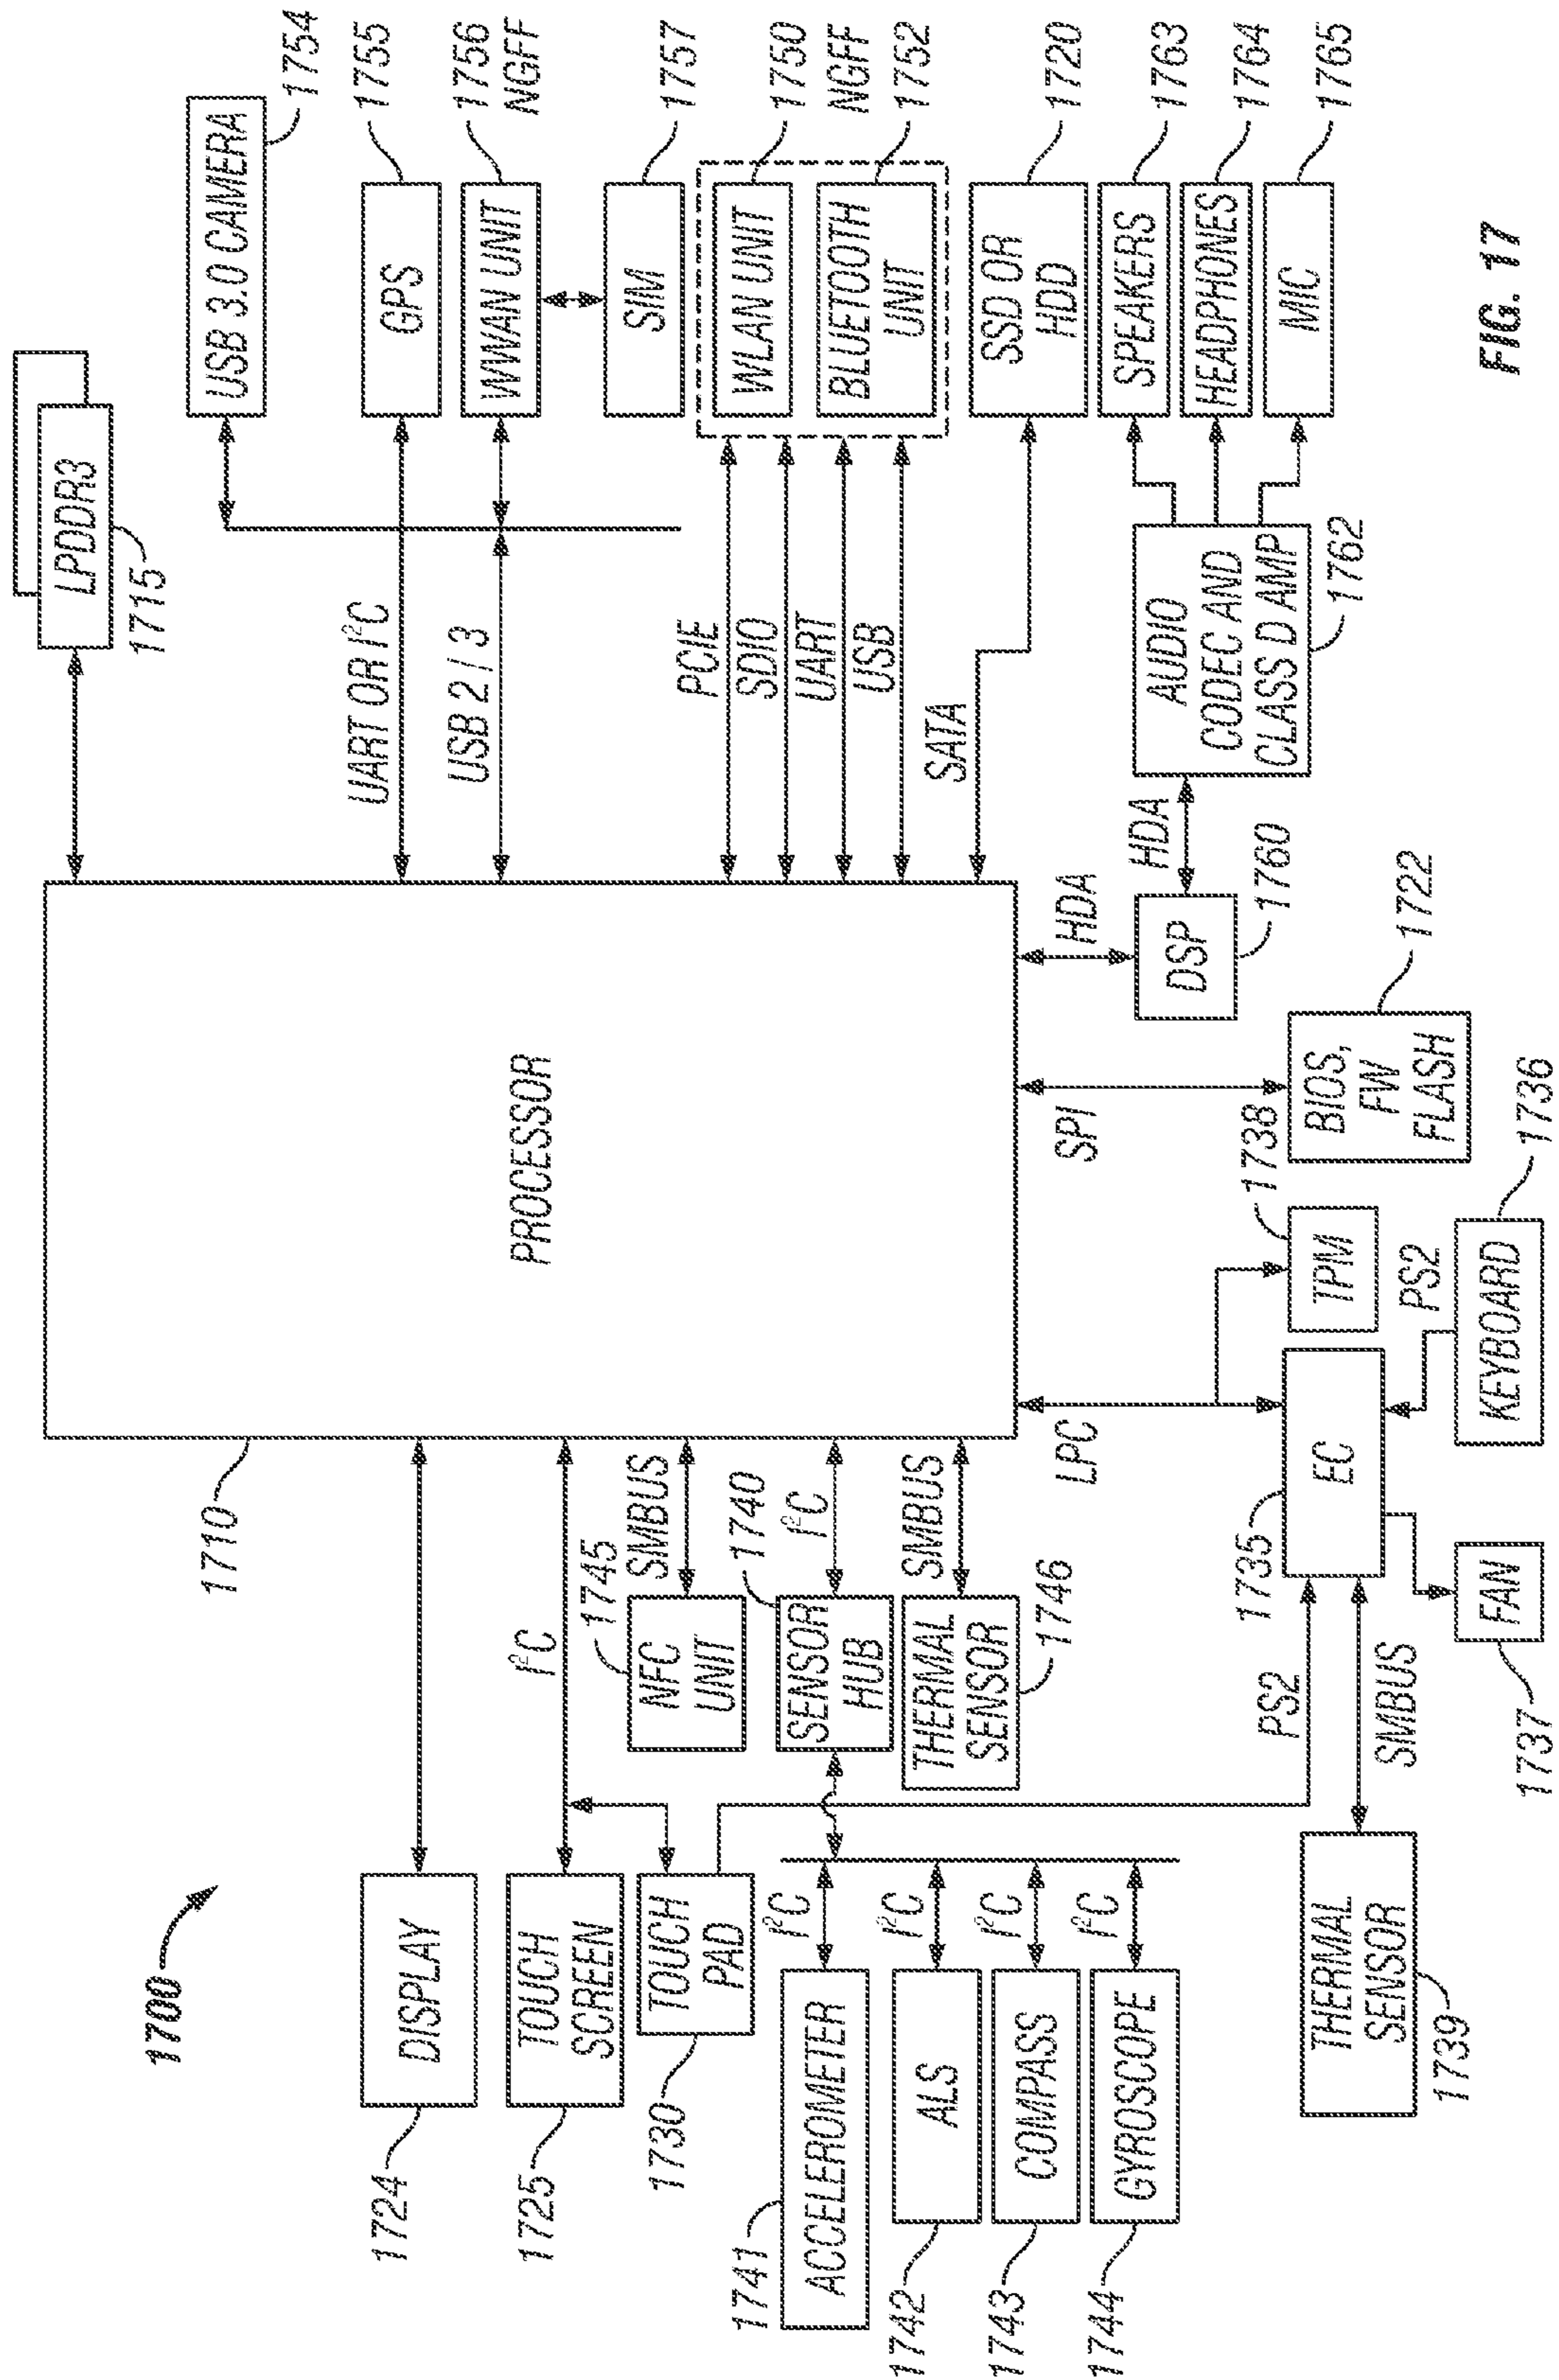 1700
1710
PROCESSOR
LPDDR3
1715
USB 3.0 CAMERA
1754
UART OR I²C
GPS
1755
USB 2 / 3
WWAN UNIT
1756
NGFF
SIM
1757
PCIE
SDIO
UART
USB
WLAN UNIT
1750
NGFF
BLUETOOTH
UNIT
1752
SATA
SSD OR
HDD
1720
SPEAKERS
1763
HEADPHONES
1764
MIC
1765
AUDIO
CODEC AND
CLASS D AMP
1762
HDA
HDA
DSP
1760
SPI
BIOS,
FW
FLASH
1722
LPC
TPM
1738
EC
1735
PS2
KEYBOARD
1736
FAN
1737
PS2
SMBUS
THERMAL
SENSOR
1739
DISPLAY
1724
I²C
TOUCH
SCREEN
1725
TOUCH
PAD
1730
SMBUS
NFC
UNIT
1745
I²C
SENSOR
HUB
1740
SMBUS
THERMAL
SENSOR
1746
I²C
ACCELEROMETER
1741
I²C
ALS
1742
I²C
COMPASS
1743
I²C
GYROSCOPE
1744
FIG. 17